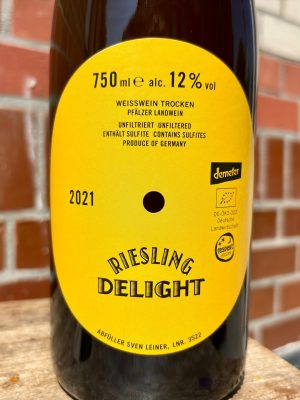 750 ml ℮ alc. 12 % vol
WEISSWEIN TROCKEN
PFÄLZER LANDWEIN
UNFILTRIERT UNFILTERED
ENTHÄLT SULFITE CONTAINS SULFITES
PRODUCE OF GERMANY
demeter
2021
DE-ÖKO-022
Deutsche
Landwirtschaft
respekt
RIESLING
DELIGHT
ABFÜLLER SVEN LEINER, LNR. 3522